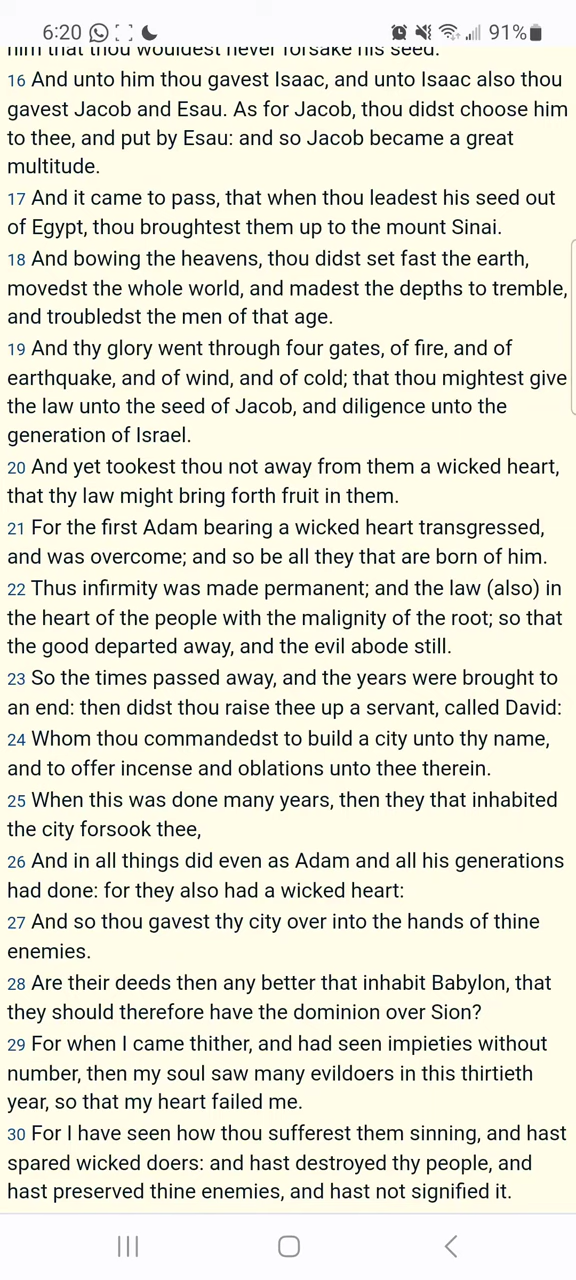 6:20 91%
him that thou wouldest never forsake his seed.
16 And unto him thou gavest Isaac, and unto Isaac also thou
gavest Jacob and Esau. As for Jacob, thou didst choose him
to thee, and put by Esau: and so Jacob became a great
multitude.
17 And it came to pass, that when thou leadest his seed out
of Egypt, thou broughtest them up to the mount Sinai.
18 And bowing the heavens, thou didst set fast the earth,
movedst the whole world, and madest the depths to tremble,
and troubledst the men of that age.
19 And thy glory went through four gates, of fire, and of
earthquake, and of wind, and of cold; that thou mightest give
the law unto the seed of Jacob, and diligence unto the
generation of Israel.
20 And yet tookest thou not away from them a wicked heart,
that thy law might bring forth fruit in them.
21 For the first Adam bearing a wicked heart transgressed,
and was overcome; and so be all they that are born of him.
22 Thus infirmity was made permanent; and the law (also) in
the heart of the people with the malignity of the root; so that
the good departed away, and the evil abode still.
23 So the times passed away, and the years were brought to
an end: then didst thou raise thee up a servant, called David:
24 Whom thou commandedst to build a city unto thy name,
and to offer incense and oblations unto thee therein.
25 When this was done many years, then they that inhabited
the city forsook thee,
26 And in all things did even as Adam and all his generations
had done: for they also had a wicked heart:
27 And so thou gavest thy city over into the hands of thine
enemies.
28 Are their deeds then any better that inhabit Babylon, that
they should therefore have the dominion over Sion?
29 For when I came thither, and had seen impieties without
number, then my soul saw many evildoers in this thirtieth
year, so that my heart failed me.
30 For I have seen how thou sufferest them sinning, and hast
spared wicked doers: and hast destroyed thy people, and
hast preserved thine enemies, and hast not signified it.